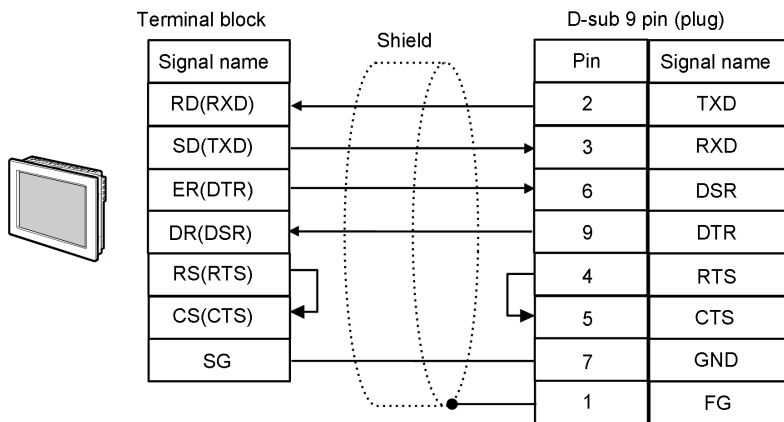 Terminal block D-sub 9 pin (plug)
Shield
Signal name Pin Signal name
RD(RXD) 2 TXD
SD(TXD) 3 RXD
ER(DTR) 6 DSR
DR(DSR) 9 DTR
RS(RTS) 4 RTS
CS(CTS) 5 CTS
SG 7 GND
1 FG